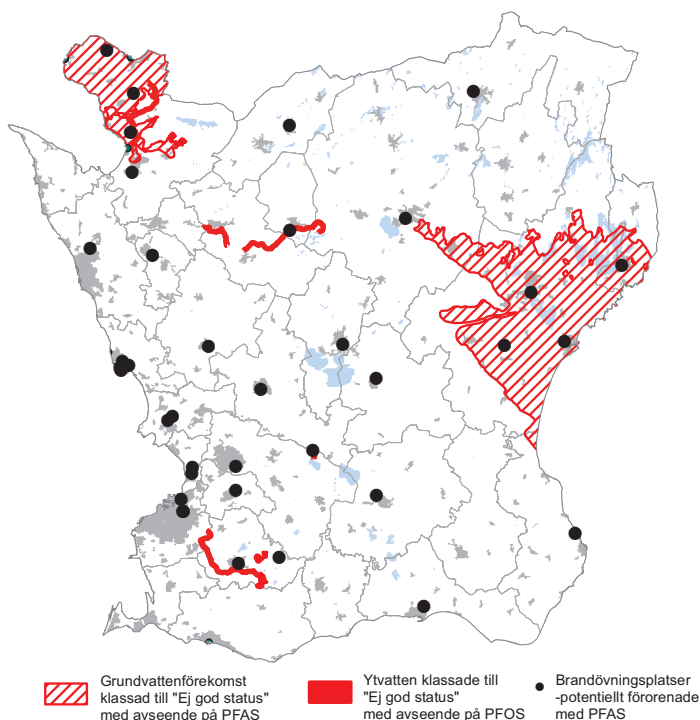 Grundvattenförekomst
klassad till "Ej god status"
med avseende på PFAS
Ytvatten klassade till
"Ej god status"
med avseende på PFOS
Brandövningsplatser
-potentiellt förorenade
med PFAS